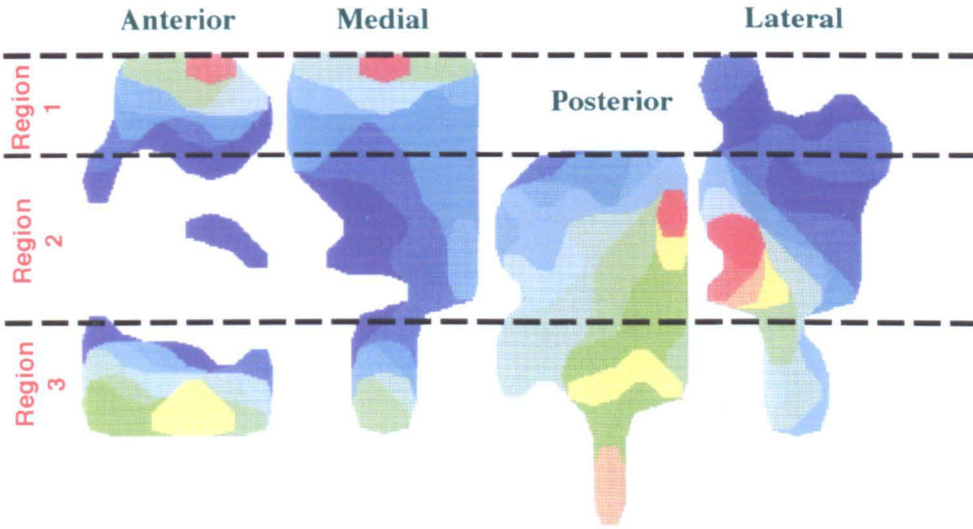 Anterior
Medial
Lateral
Posterior
Region
1
Region
2
Region
3